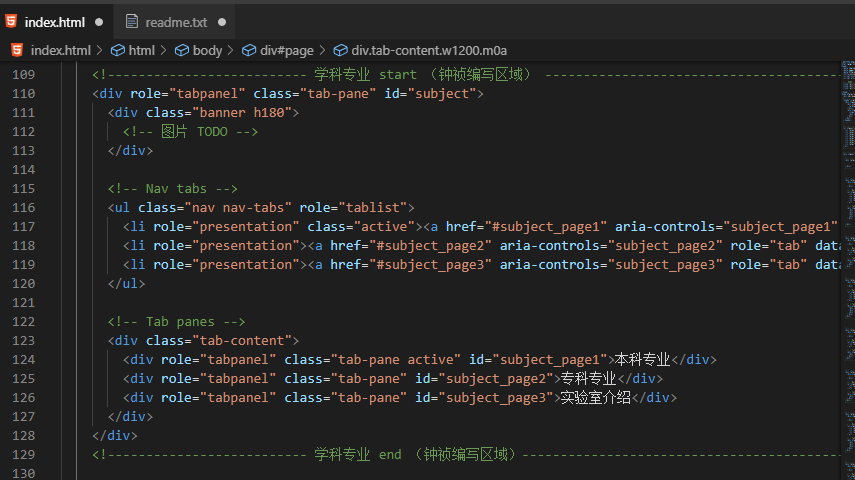 index.html ● readme.txt ●
index.html > html > body > div#page > div.tab-content.w1200.m0a
109 <!-------------------------- 学科专业 start （钟祯编写区域） ------------------------------------------
110 <div role="tabpanel" class="tab-pane" id="subject">
111 <div class="banner h180">
112 <!-- 图片 TODO -->
113 </div>
114
115 <!-- Nav tabs -->
116 <ul class="nav nav-tabs" role="tablist">
117 <li role="presentation" class="active"><a href="#subject_page1" aria-controls="subject_page1"
118 <li role="presentation"><a href="#subject_page2" aria-controls="subject_page2" role="tab" data
119 <li role="presentation"><a href="#subject_page3" aria-controls="subject_page3" role="tab" data
120 </ul>
121
122 <!-- Tab panes -->
123 <div class="tab-content">
124 <div role="tabpanel" class="tab-pane active" id="subject_page1">本科专业</div>
125 <div role="tabpanel" class="tab-pane" id="subject_page2">专科专业</div>
126 <div role="tabpanel" class="tab-pane" id="subject_page3">实验室介绍</div>
127 </div>
128 </div>
129 <!-------------------------- 学科专业 end （钟祯编写区域）------------------------------------------
130